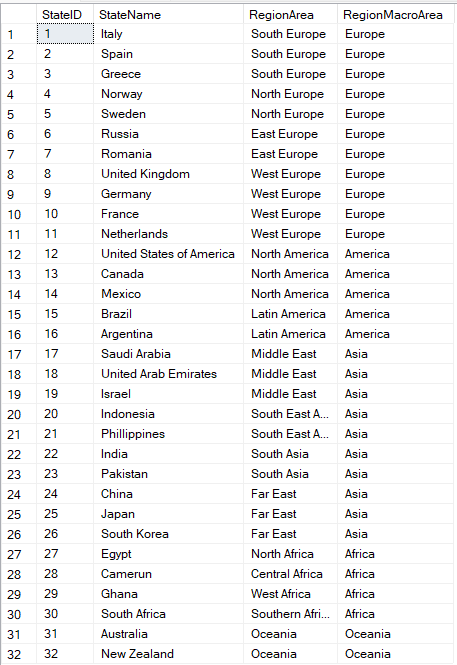 StateID StateName RegionArea RegionMacroArea
1 1 Italy South Europe Europe
2 2 Spain South Europe Europe
3 3 Greece South Europe Europe
4 4 Norway North Europe Europe
5 5 Sweden North Europe Europe
6 6 Russia East Europe Europe
7 7 Romania East Europe Europe
8 8 United Kingdom West Europe Europe
9 9 Germany West Europe Europe
10 10 France West Europe Europe
11 11 Netherlands West Europe Europe
12 12 United States of America North America America
13 13 Canada North America America
14 14 Mexico North America America
15 15 Brazil Latin America America
16 16 Argentina Latin America America
17 17 Saudi Arabia Middle East Asia
18 18 United Arab Emirates Middle East Asia
19 19 Israel Middle East Asia
20 20 Indonesia South East A... Asia
21 21 Phillippines South East A... Asia
22 22 India South Asia Asia
23 23 Pakistan South Asia Asia
24 24 China Far East Asia
25 25 Japan Far East Asia
26 26 South Korea Far East Asia
27 27 Egypt North Africa Africa
28 28 Camerun Central Africa Africa
29 29 Ghana West Africa Africa
30 30 South Africa Southern Afri... Africa
31 31 Australia Oceania Oceania
32 32 New Zealand Oceania Oceania